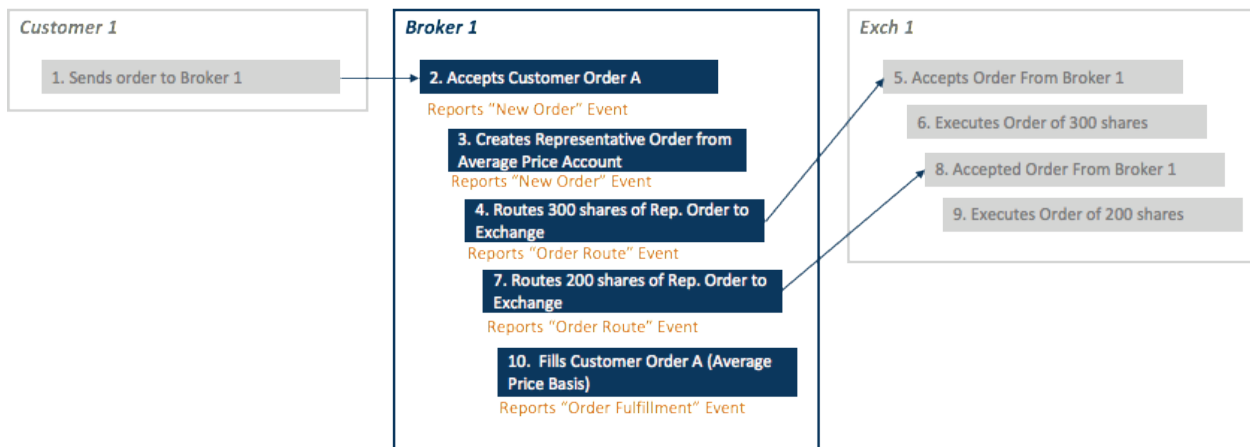 Customer 1
1. Sends order to Broker 1
Broker 1
2. Accepts Customer Order A
Reports "New Order" Event
3. Creates Representative Order from
Average Price Account
Reports "New Order" Event
4. Routes 300 shares of Rep. Order to
Exchange
Reports "Order Route" Event
7. Routes 200 shares of Rep. Order to
Exchange
Reports "Order Route" Event
10. Fills Customer Order A (Average
Price Basis)
Reports "Order Fulfillment" Event
Exch 1
5. Accepts Order From Broker 1
6. Executes Order of 300 shares
8. Accepted Order From Broker 1
9. Executes Order of 200 shares